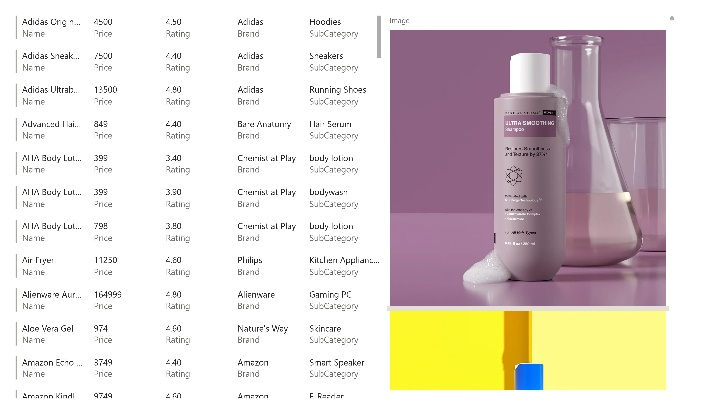 Adidas Origin... 4500 4.50 Adidas Hoodies
Name Price Rating Brand SubCategory
Adidas Sneak... 7500 4.40 Adidas Sneakers
Name Price Rating Brand SubCategory
Adidas Ultrab... 13500 4.80 Adidas Running Shoes
Name Price Rating Brand SubCategory
Advanced Hai... 849 4.40 Bare Anatomy Hair Serum
Name Price Rating Brand SubCategory
AHA Body Lot... 399 3.40 Chemist at Play body lotion
Name Price Rating Brand SubCategory
AHA Body Lot... 399 3.90 Chemist at Play bodywash
Name Price Rating Brand SubCategory
AHA Body Lot... 798 3.80 Chemist at Play body lotion
Name Price Rating Brand SubCategory
Air Fryer 11250 4.60 Philips Kitchen Applianc...
Name Price Rating Brand SubCategory
Alienware Aur... 164999 4.80 Alienware Gaming PC
Name Price Rating Brand SubCategory
Aloe Vera Gel 974 4.60 Nature's Way Skincare
Name Price Rating Brand SubCategory
Amazon Echo ... 3749 4.40 Amazon Smart Speaker
Name Price Rating Brand SubCategory
Amazon Kindl... 9749 4.60 Amazon E-Reader
Image
ULTRA SMOOTHING
Shampoo